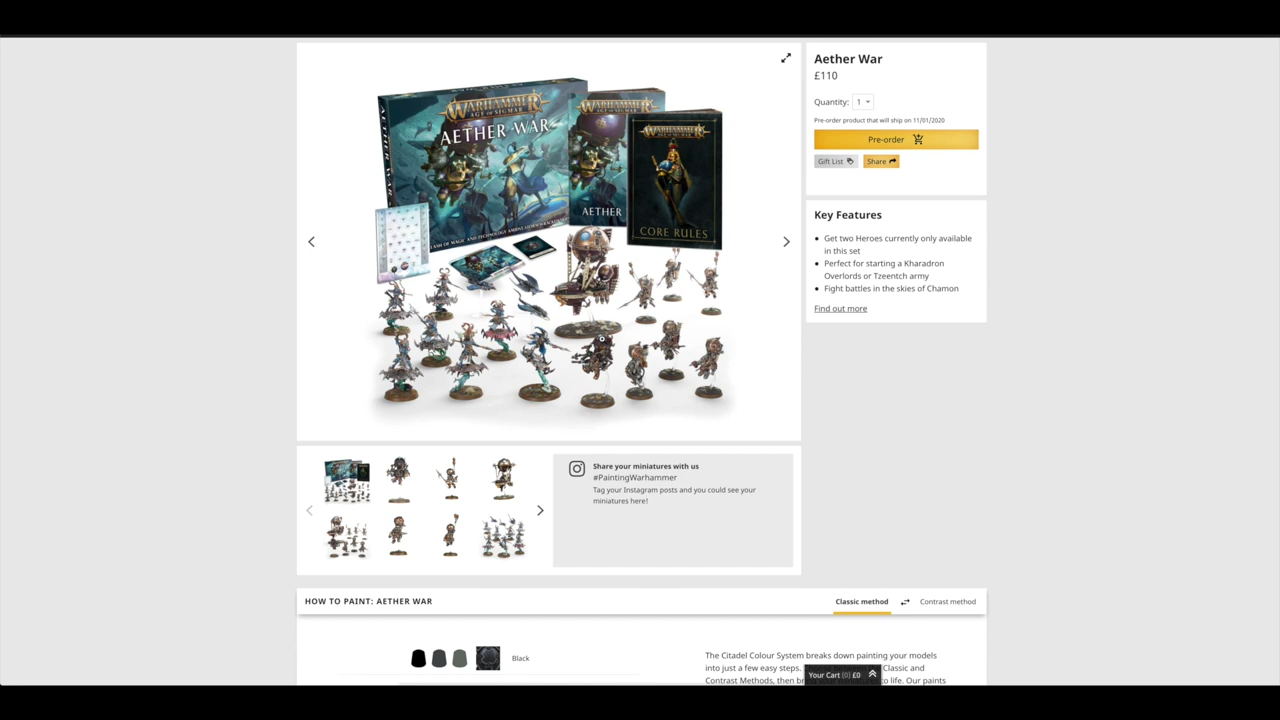 Aether War
£110
Quantity: 1
Pre-order product that will ship on 11/01/2020
Pre-order
Gift List
Share
WARHAMMER
AGE OF SIGMAR
AETHER WAR
AETHER WAR
WARHAMMER
AETHER
WARHAMMER
CORE RULES
Key Features
Get two Heroes currently only available
in this set
Perfect for starting a Kharadron
Overlords or Tzeentch army
Fight battles in the skies of Chamon
Find out more
Share your miniatures with us
#PaintingWarhammer
Tag your Instagram posts and you could see your
miniatures here!
HOW TO PAINT: AETHER WAR
Classic method
Contrast method
Black
The Citadel Colour System breaks down painting your models
into just a few easy steps. Classic and
Contrast Methods, then to life. Our paints
Your Cart (0) £0